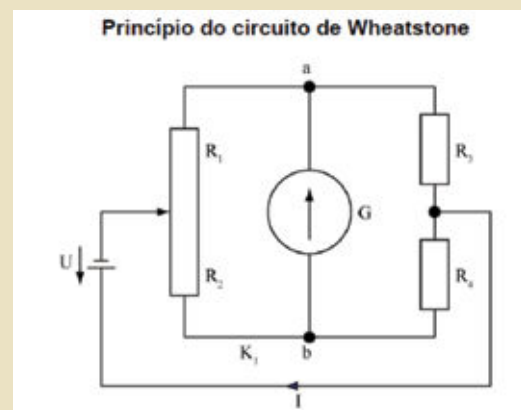 Princípio do circuito de Wheatstone
a
R₁
R₃
G
U
R₂
R₄
K₁
b
I